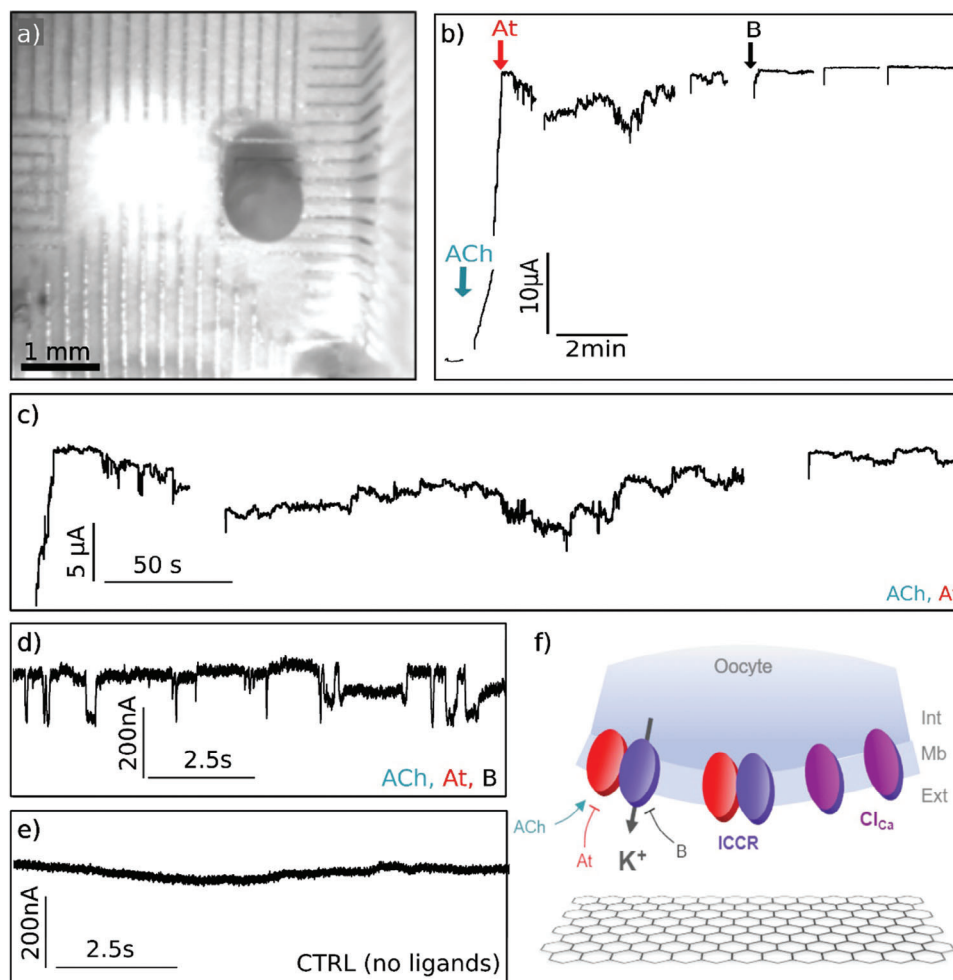 a)
1 mm
b)
At
B
ACh
10µA
2min
c)
5 µA
50 s
ACh, At
d)
200nA
2.5s
ACh, At, B
e)
200nA
2.5s
CTRL (no ligands)
f)
Oocyte
Int
Mb
Ext
ACh
At
K+
B
ICCR
ClCa